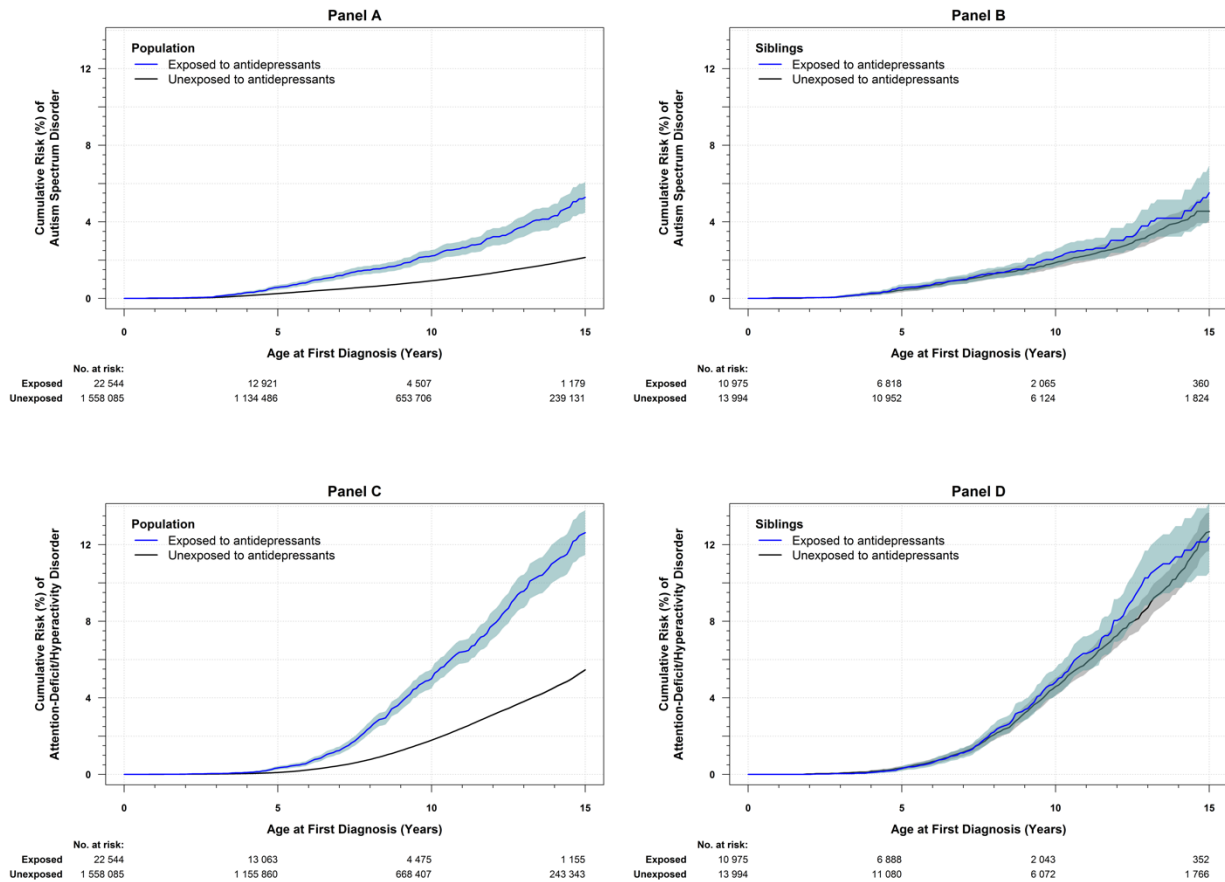 Panel A
Population
Exposed to antidepressants
Unexposed to antidepressants
Cumulative Risk (%) of
Autism Spectrum Disorder
12
8
4
0
0 5 10 15
Age at First Diagnosis (Years)
No. at risk:
Exposed 22 544 12 921 4 507 1 179
Unexposed 1 558 085 1 134 486 653 706 239 131
Panel B
Siblings
Exposed to antidepressants
Unexposed to antidepressants
Cumulative Risk (%) of
Autism Spectrum Disorder
12
8
4
0
0 5 10 15
Age at First Diagnosis (Years)
No. at risk:
Exposed 10 975 6 818 2 065 360
Unexposed 13 994 10 952 6 124 1 824
Panel C
Population
Exposed to antidepressants
Unexposed to antidepressants
Cumulative Risk (%) of
Attention-Deficit/Hyperactivity Disorder
12
8
4
0
0 5 10 15
Age at First Diagnosis (Years)
No. at risk:
Exposed 22 544 13 063 4 475 1 155
Unexposed 1 558 085 1 155 860 668 407 243 343
Panel D
Siblings
Exposed to antidepressants
Unexposed to antidepressants
Cumulative Risk (%) of
Attention-Deficit/Hyperactivity Disorder
12
8
4
0
0 5 10 15
Age at First Diagnosis (Years)
No. at risk:
Exposed 10 975 6 888 2 043 352
Unexposed 13 994 11 080 6 072 1 766